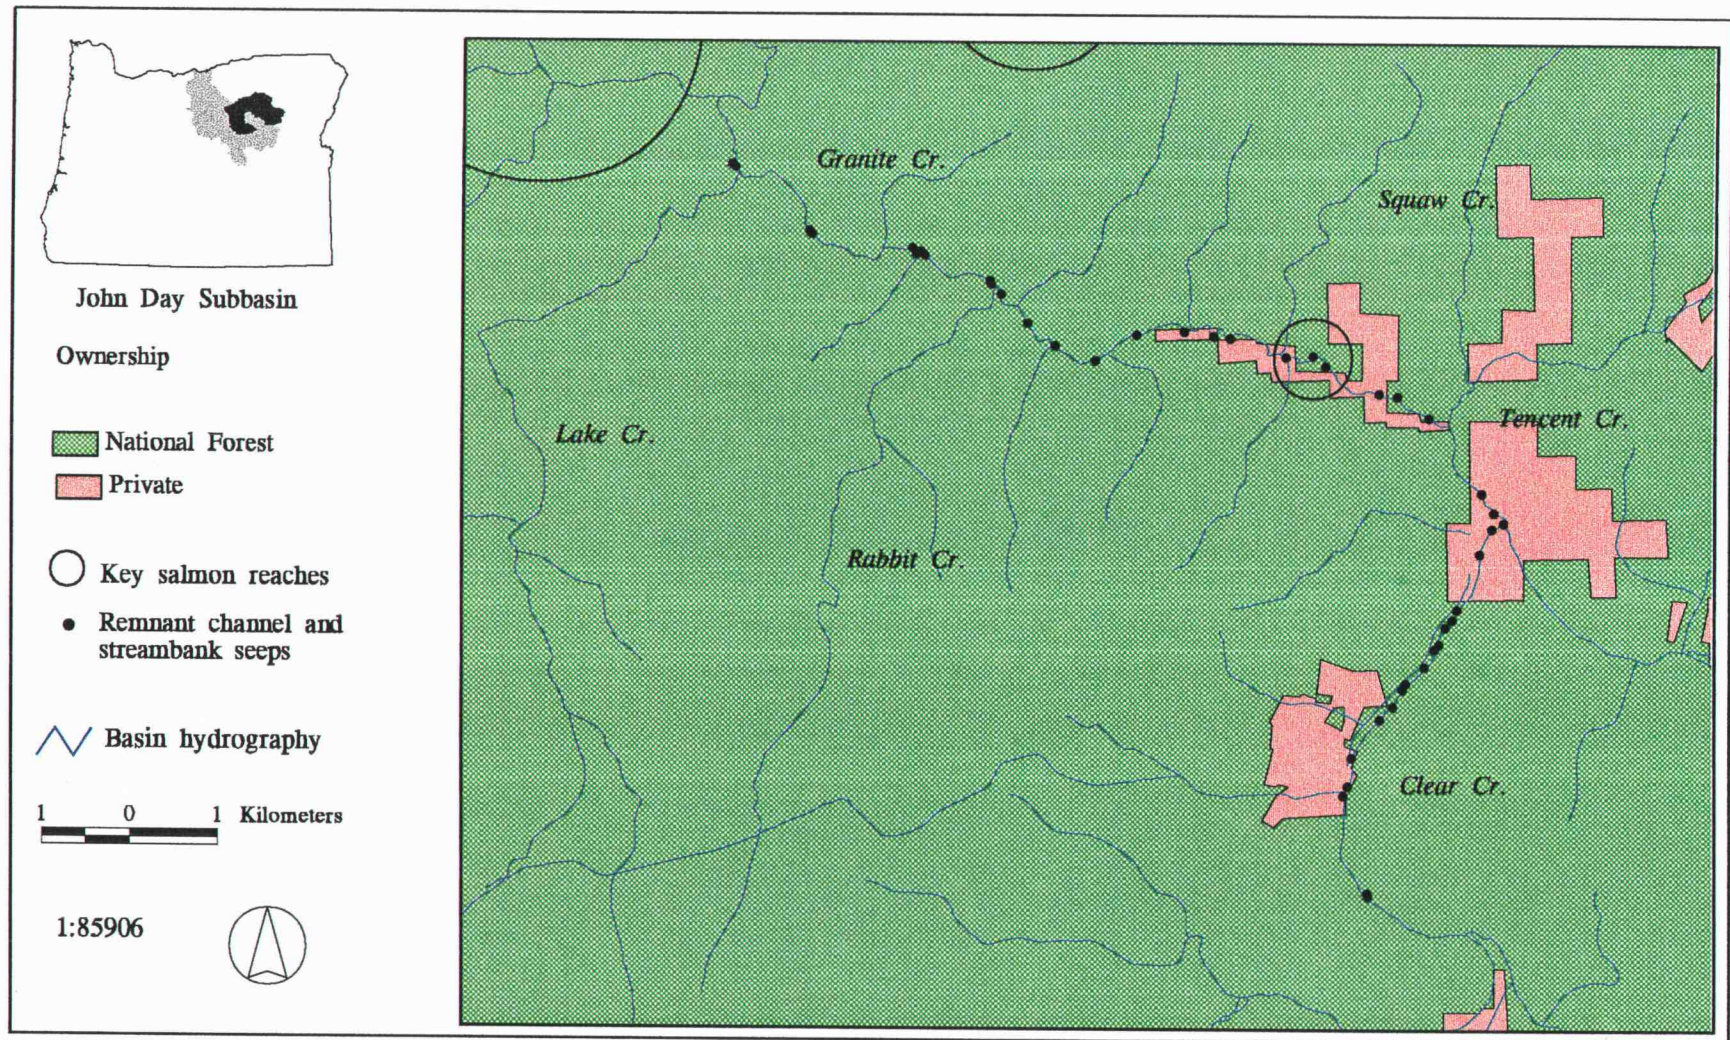 John Day Subbasin
Ownership
National Forest
Private
Key salmon reaches
Remnant channel and
streambank seeps
Basin hydrography
1 0 1 Kilometers
1:85906
Granite Cr.
Squaw Cr.
Lake Cr.
Tencent Cr.
Rabbit Cr.
Clear Cr.